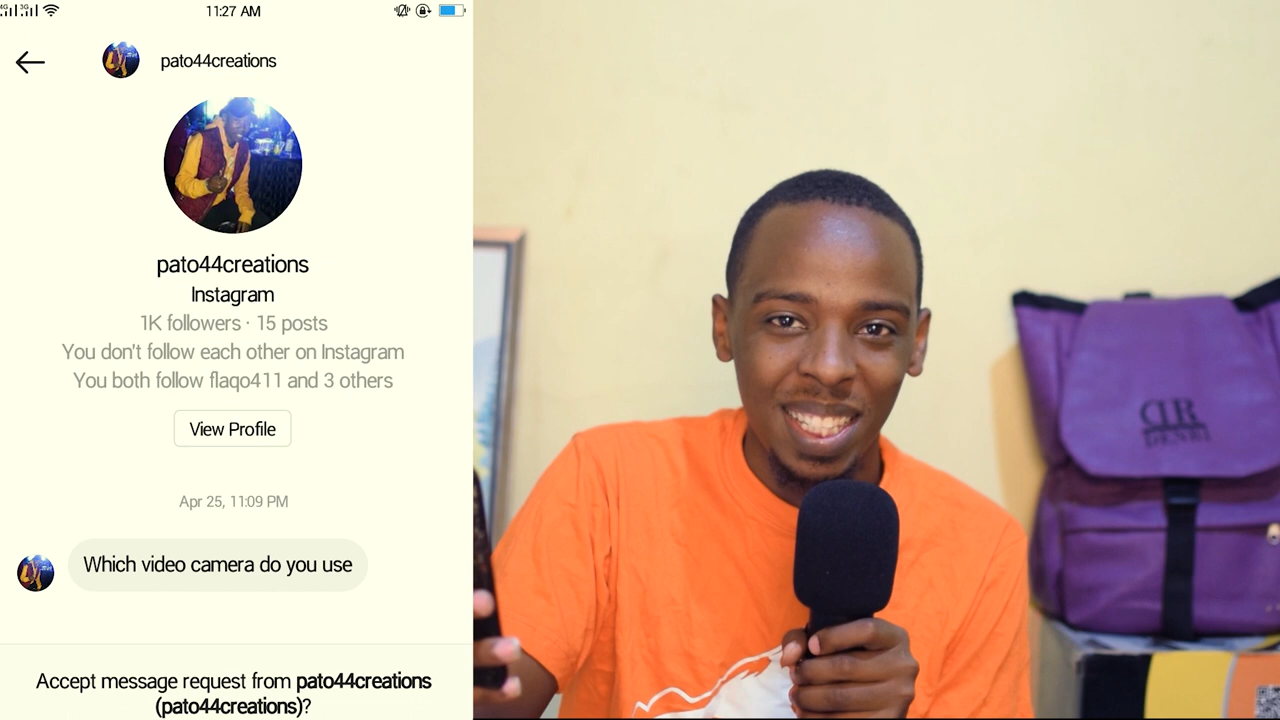 4G 3G 11:27 AM
pato44creations
pato44creations
Instagram
1K followers · 15 posts
You don't follow each other on Instagram
You both follow flaqo411 and 3 others
View Profile
Apr 25, 11:09 PM
Which video camera do you use
Accept message request from pato44creations
(pato44creations)?